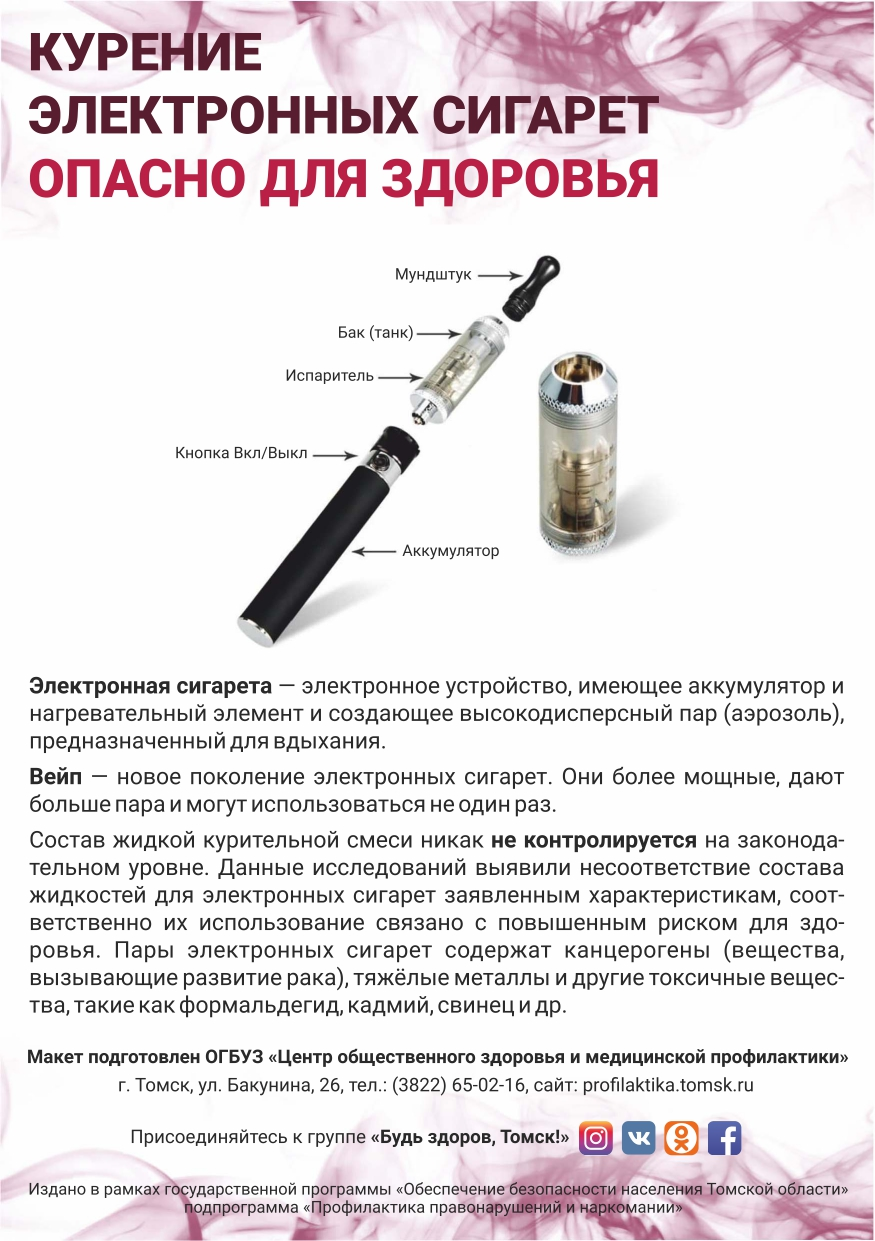 КУРЕНИЕ
ЭЛЕКТРОННЫХ СИГАРЕТ
ОПАСНО ДЛЯ ЗДОРОВЬЯ
Мундштук
Бак (танк)
Испаритель
Кнопка Вкл/Выкл
Аккумулятор
Электронная сигарета — электронное устройство, имеющее аккумулятор и
нагревательный элемент и создающее высокодисперсный пар (аэрозоль),
предназначенный для вдыхания.
Вейп — новое поколение электронных сигарет. Они более мощные, дают
больше пара и могут использоваться не один раз.
Состав жидкой курительной смеси никак не контролируется на законода-
тельном уровне. Данные исследований выявили несоответствие состава
жидкостей для электронных сигарет заявленным характеристикам, соот-
ветственно их использование связано с повышенным риском для здо-
ровья. Пары электронных сигарет содержат канцерогены (вещества,
вызывающие развитие рака), тяжёлые металлы и другие токсичные вещес-
тва, такие как формальдегид, кадмий, свинец и др.
Макет подготовлен ОГБУЗ «Центр общественного здоровья и медицинской профилактики»
г. Томск, ул. Бакунина, 26, тел.: (3822) 65-02-16, сайт: profilaktika.tomsk.ru
Присоединяйтесь к группе «Будь здоров, Томск!»
Издано в рамках государственной программы «Обеспечение безопасности населения Томской области»
подпрограмма «Профилактика правонарушений и наркомании»